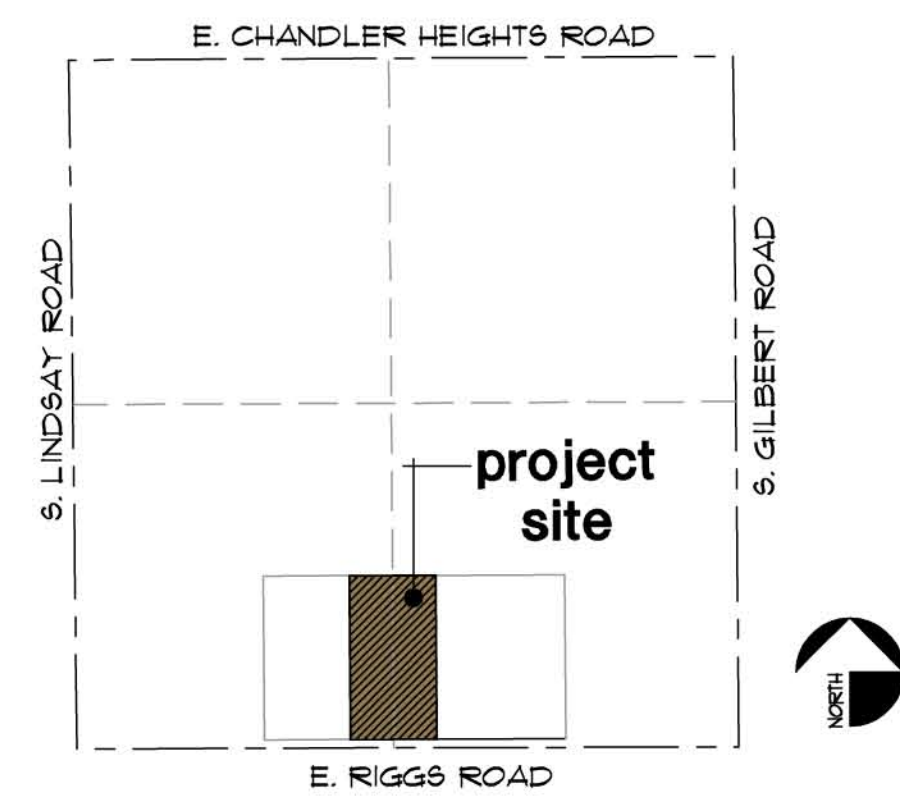 E. CHANDLER HEIGHTS ROAD
S. LINDSAY ROAD
S. GILBERT ROAD
project
site
NORTH
E. RIGGS ROAD